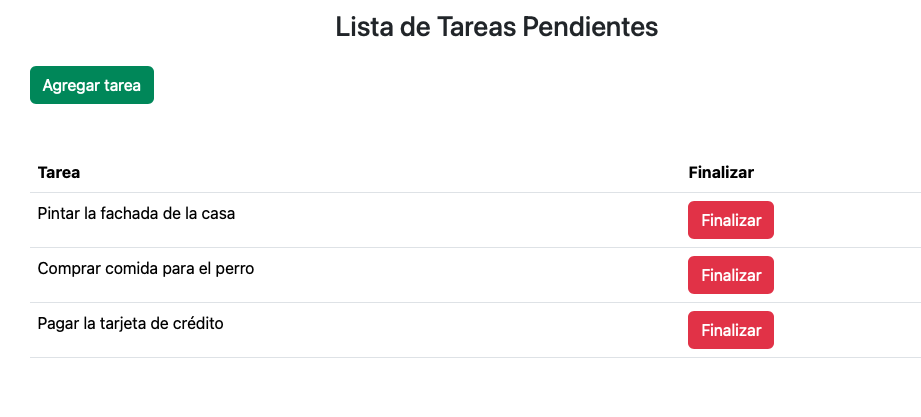 Lista de Tareas Pendientes
Agregar tarea
Tarea Finalizar
Pintar la fachada de la casa Finalizar
Comprar comida para el perro Finalizar
Pagar la tarjeta de crédito Finalizar